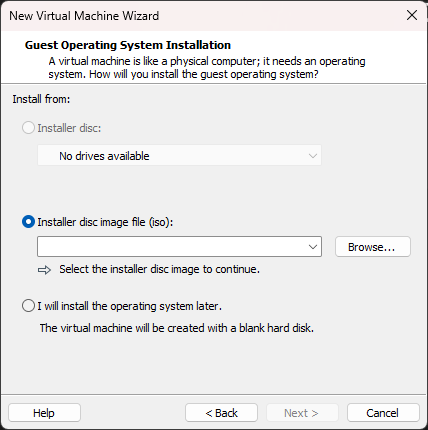 New Virtual Machine Wizard
Guest Operating System Installation
A virtual machine is like a physical computer; it needs an operating
system. How will you install the guest operating system?
Install from:
Installer disc:
No drives available
Installer disc image file (iso):
Browse...
Select the installer disc image to continue.
I will install the operating system later.
The virtual machine will be created with a blank hard disk.
Help
< Back
Next >
Cancel